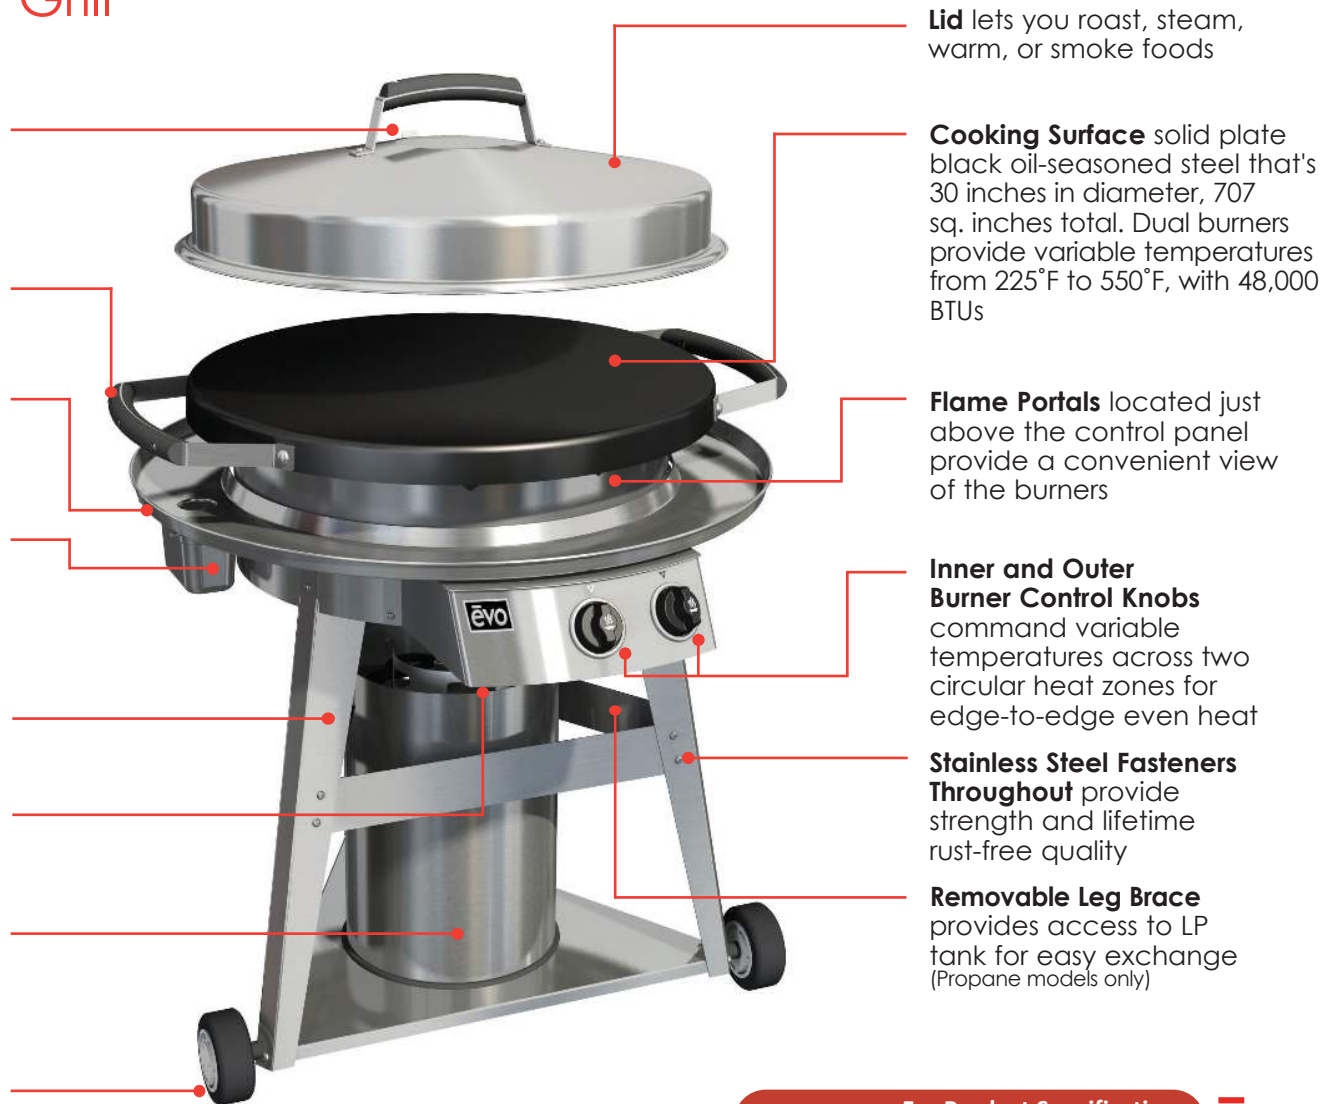 Grill
Lid lets you roast, steam,
warm, or smoke foods
Cooking Surface solid plate
black oil-seasoned steel that's
30 inches in diameter, 707
sq. inches total. Dual burners
provide variable temperatures
from 225˚F to 550˚F, with 48,000
BTUs
Flame Portals located just
above the control panel
provide a convenient view
of the burners
Inner and Outer
Burner Control Knobs
command variable
temperatures across two
circular heat zones for
edge-to-edge even heat
Stainless Steel Fasteners
Throughout provide
strength and lifetime
rust-free quality
Removable Leg Brace
provides access to LP
tank for easy exchange
(Propane models only)
ēvo